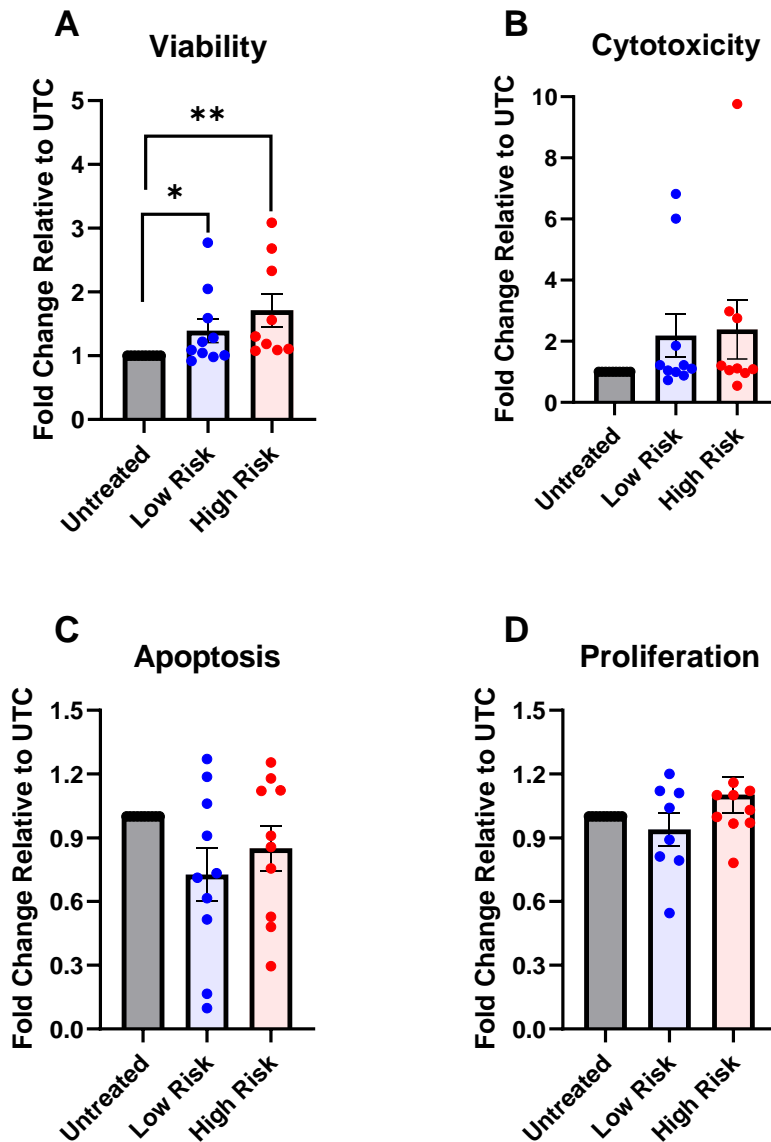 A
Viability
Fold Change Relative to UTC
5
4
3
2
1
0
**
*
Untreated
Low Risk
High Risk
B
Cytotoxicity
Fold Change Relative to UTC
10
8
6
4
2
0
Untreated
Low Risk
High Risk
C
Apoptosis
Fold Change Relative to UTC
1.5
1.2
0.9
0.6
0.3
0.0
Untreated
Low Risk
High Risk
D
Proliferation
Fold Change Relative to UTC
1.5
1.2
0.9
0.6
0.3
0.0
Untreated
Low Risk
High Risk